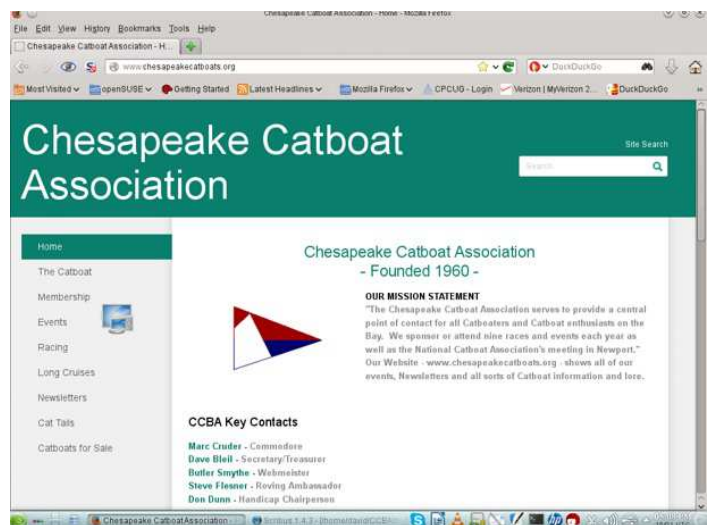 Chesapeake Catboat Association - Home - Mozilla Firefox
File Edit View History Bookmarks Tools Help
Chesapeake Catboat Association - H...
www.chesapeakecatboats.org
DuckDuckGo
Most Visited openSUSE Getting Started Latest Headlines Mozilla Firefox CPCUG - Login Verizon | MyVerizon 2... DuckDuckGo
Chesapeake Catboat
Association
Site Search
Search
Home
The Catboat
Membership
Events
Racing
Long Cruises
Newsletters
Cat Tails
Catboats for Sale
Chesapeake Catboat Association
- Founded 1960 -
OUR MISSION STATEMENT
"The Chesapeake Catboat Association serves to provide a central
point of contact for all Catboaters and Catboat enthusiasts on the
Bay. We sponsor or attend nine races and events each year as
well as the National Catboat Association's meeting in Newport."
Our Website - www.chesapeakecatboats.org - shows all of our
events, Newsletters and all sorts of Catboat information and lore.
CCBA Key Contacts
Marc Cruder - Commodore
Dave Bleil - Secretary/Treasurer
Butler Smythe - Webmeister
Steve Flesner - Roving Ambassador
Don Dunn - Handicap Chairperson
Chesapeake Catboat Association
Scribus 1.4.3 -